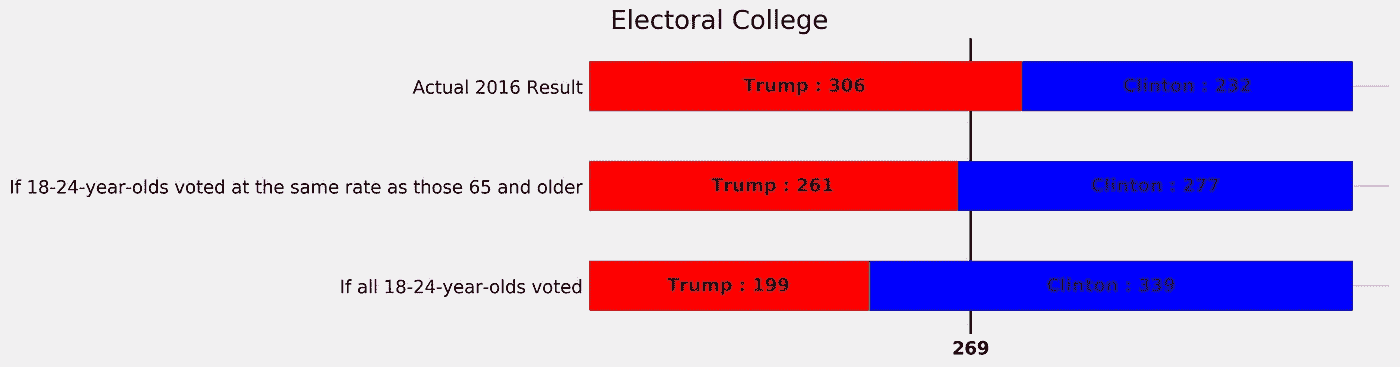 Electoral College
Actual 2016 Result
Trump : 306
Clinton : 232
If 18-24-year-olds voted at the same rate as those 65 and older
Trump : 261
Clinton : 277
If all 18-24-year-olds voted
Trump : 199
Clinton : 339
269